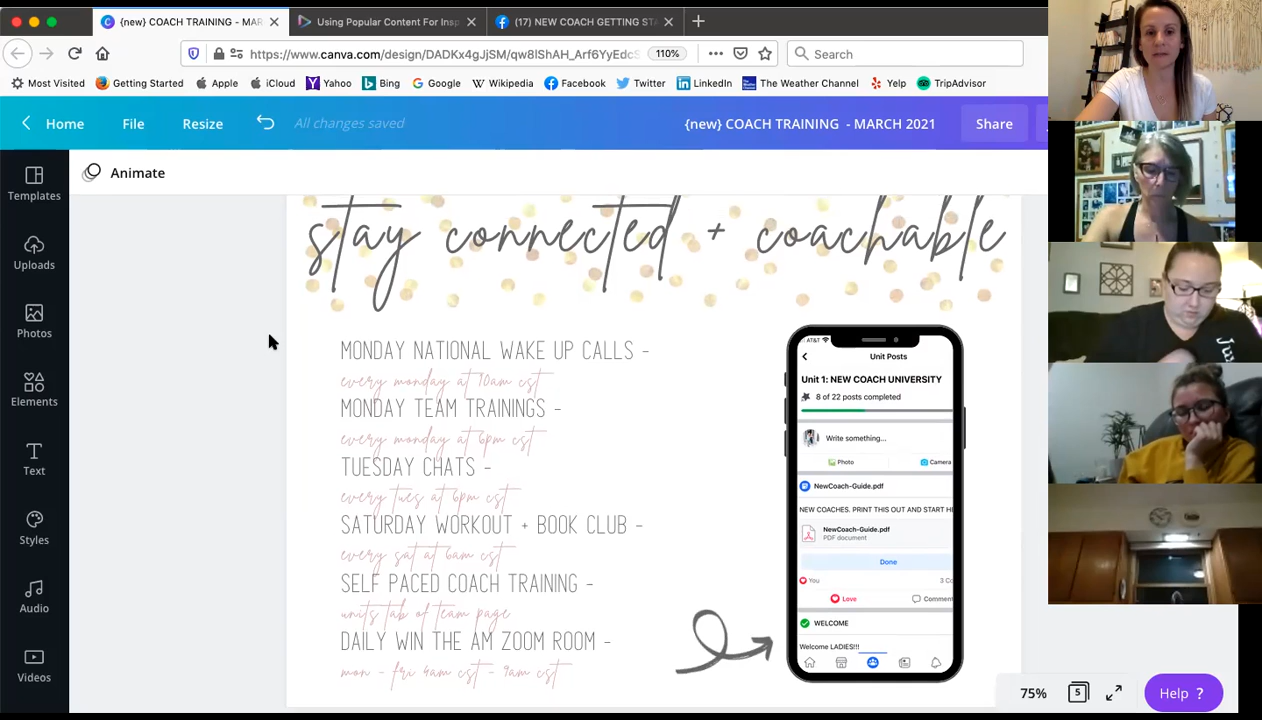 {new} COACH TRAINING - MAR
Using Popular Content For Insp
(17) NEW COACH GETTING STA
https://www.canva.com/design/DADKx4gJjSM/qw8lShAH_Arf6YyEdcS
110%
Search
Most Visited
Getting Started
Apple
iCloud
Yahoo
Bing
Google
Wikipedia
Facebook
Twitter
LinkedIn
The Weather Channel
Yelp
TripAdvisor
Home
File
Resize
All changes saved
{new} COACH TRAINING - MARCH 2021
Share
Animate
Templates
Uploads
Photos
Elements
Text
Styles
Audio
Videos
stay connected + coachable
MONDAY NATIONAL WAKE UP CALLS -
every monday at 10am cst
MONDAY TEAM TRAININGS -
every monday at 6pm cst
TUESDAY CHATS -
every tues at 6pm cst
SATURDAY WORKOUT + BOOK CLUB -
every sat at 6am cst
SELF PACED COACH TRAINING -
units tab of team page
DAILY WIN THE AM ZOOM ROOM -
mon - fri 4am cst - 9am cst
AT&T
Unit Posts
Unit 1: NEW COACH UNIVERSITY
8 of 22 posts completed
Write something...
Photo
Camera
NewCoach-Guide.pdf
NEW COACHES. PRINT THIS OUT AND START HE
NewCoach-Guide.pdf
PDF document
Done
You
3 Co
Love
Comment
WELCOME
Welcome LADIES!!!
75%
5
Help ?